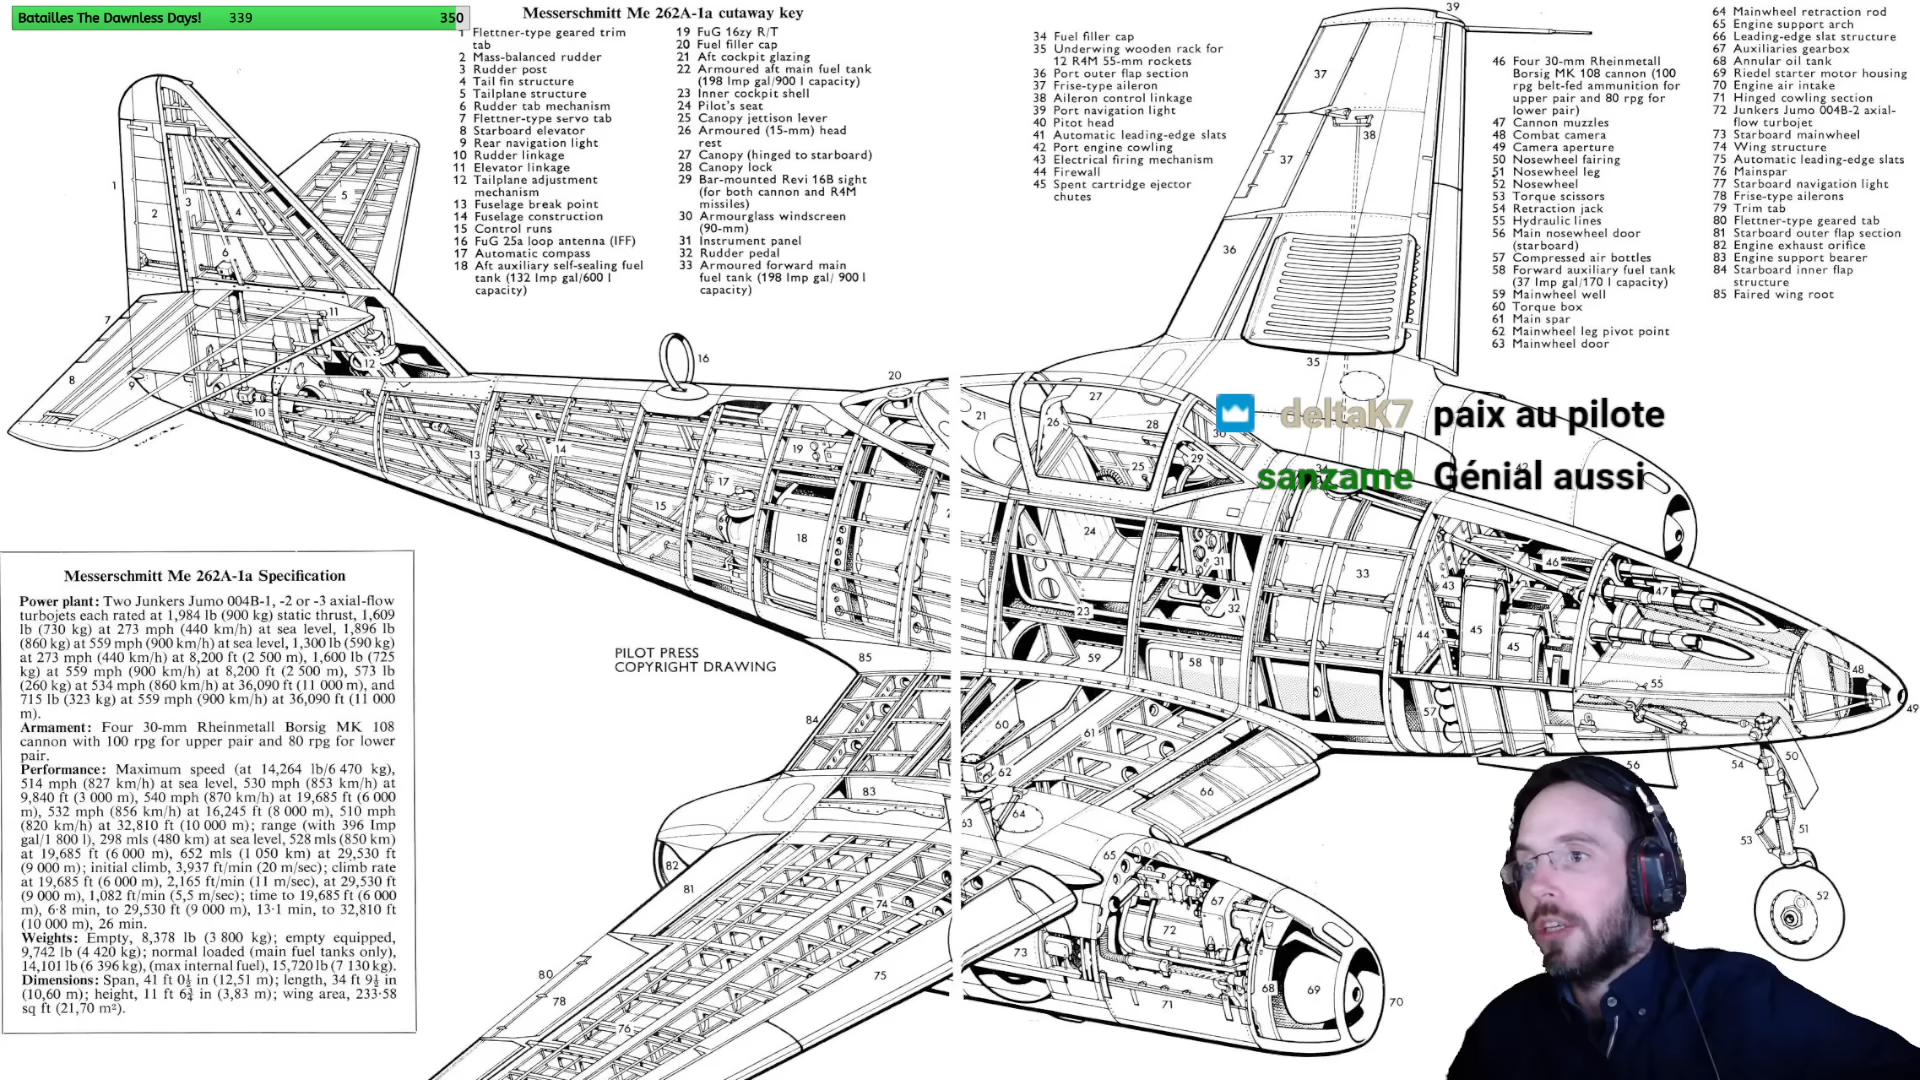 Batailles The Dawnless Days! 339 350
Messerschmitt Me 262A-1a cutaway key
1 Flettner-type geared trim
tab
2 Mass-balanced rudder
3 Rudder post
4 Tail fin structure
5 Tailplane structure
6 Rudder tab mechanism
7 Flettner-type servo tab
8 Starboard elevator
9 Rear navigation light
10 Rudder linkage
11 Elevator linkage
12 Tailplane adjustment
mechanism
13 Fuselage break point
14 Fuselage construction
15 Control runs
16 FuG 25a loop antenna (IFF)
17 Automatic compass
18 Aft auxiliary self-sealing fuel
tank (132 Imp gal/600 l
capacity)
19 FuG 16zy R/T
20 Fuel filler cap
21 Aft cockpit glazing
22 Armoured aft main fuel tank
(198 Imp gal/900 l capacity)
23 Inner cockpit shell
24 Pilot's seat
25 Canopy jettison lever
26 Armoured (15-mm) head
rest
27 Canopy (hinged to starboard)
28 Canopy lock
29 Bar-mounted Revi 16B sight
(for both cannon and R4M
missiles)
30 Armourglass windscreen
(90-mm)
31 Instrument panel
32 Rudder pedal
33 Armoured forward main
fuel tank (198 Imp gal/ 900 l
capacity)
34 Fuel filler cap
35 Underwing wooden rack for
12 R4M 55-mm rockets
36 Port outer flap section
37 Frise-type aileron
38 Aileron control linkage
39 Port navigation light
40 Pitot head
41 Automatic leading-edge slats
42 Port engine cowling
43 Electrical firing mechanism
44 Firewall
45 Spent cartridge ejector
chutes
46 Four 30-mm Rheinmetall
Borsig MK 108 cannon (100
rpg belt-fed ammunition for
upper pair and 80 rpg for
lower pair)
47 Cannon muzzles
48 Combat camera
49 Camera aperture
50 Nosewheel fairing
51 Nosewheel leg
52 Nosewheel
53 Torque scissors
54 Retraction jack
55 Hydraulic lines
56 Main nosewheel door
(starboard)
57 Compressed air bottles
58 Forward auxiliary fuel tank
(37 Imp gal/170 l capacity)
59 Mainwheel well
60 Torque box
61 Main spar
62 Mainwheel leg pivot point
63 Mainwheel door
64 Mainwheel retraction rod
65 Engine support arch
66 Leading-edge slat structure
67 Auxiliaries gearbox
68 Annular oil tank
69 Riedel starter motor housing
70 Engine air intake
71 Hinged cowling section
72 Junkers Jumo 004B-2 axial-
flow turbojet
73 Starboard mainwheel
74 Wing structure
75 Automatic leading-edge slats
76 Mainspar
77 Starboard navigation light
78 Frise-type ailerons
79 Trim tab
80 Flettner-type geared tab
81 Starboard outer flap section
82 Engine exhaust orifice
83 Engine support bearer
84 Starboard inner flap
structure
85 Faired wing root
deltaK7 paix au pilote
sanzame Génial aussi
PILOT PRESS
COPYRIGHT DRAWING
Messerschmitt Me 262A-1a Specification
Power plant: Two Junkers Jumo 004B-1, -2 or -3 axial-flow
turbojets each rated at 1,984 lb (900 kg) static thrust, 1,609
lb (730 kg) at 273 mph (440 km/h) at sea level, 1,896 lb
(860 kg) at 559 mph (900 km/h) at sea level, 1,300 lb (590 kg)
at 273 mph (440 km/h) at 8,200 ft (2 500 m), 1,600 lb (725
kg) at 559 mph (900 km/h) at 8,200 ft (2 500 m), 573 lb
(260 kg) at 534 mph (860 km/h) at 36,090 ft (11 000 m), and
715 lb (323 kg) at 559 mph (900 km/h) at 36,090 ft (11 000
m).
Armament: Four 30-mm Rheinmetall Borsig MK 108
cannon with 100 rpg for upper pair and 80 rpg for lower
pair.
Performance: Maximum speed (at 14,264 lb/6 470 kg),
514 mph (827 km/h) at sea level, 530 mph (853 km/h) at
9,840 ft (3 000 m), 540 mph (870 km/h) at 19,685 ft (6 000
m), 532 mph (856 km/h) at 16,245 ft (8 000 m), 510 mph
(820 km/h) at 32,810 ft (10 000 m); range (with 396 Imp
gal/1 800 l), 298 mls (480 km) at sea level, 528 mls (850 km)
at 19,685 ft (6 000 m), 652 mls (1 050 km) at 29,530 ft
(9 000 m); initial climb, 3,937 ft/min (20 m/sec); climb rate
at 19,685 ft (6 000 m), 2,165 ft/min (11 m/sec), at 29,530 ft
(9 000 m), 1,082 ft/min (5,5 m/sec); time to 19,685 ft (6 000
m), 6·8 min, to 29,530 ft (9 000 m), 13·1 min, to 32,810 ft
(10 000 m), 26 min.
Weights: Empty, 8,378 lb (3 800 kg); empty equipped,
9,742 lb (4 420 kg); normal loaded (main fuel tanks only),
14,101 lb (6 396 kg), (max internal fuel), 15,720 lb (7 130 kg).
Dimensions: Span, 41 ft 0½ in (12,51 m); length, 34 ft 9½ in
(10,60 m); height, 11 ft 6¾ in (3,83 m); wing area, 233·58
sq ft (21,70 m²).